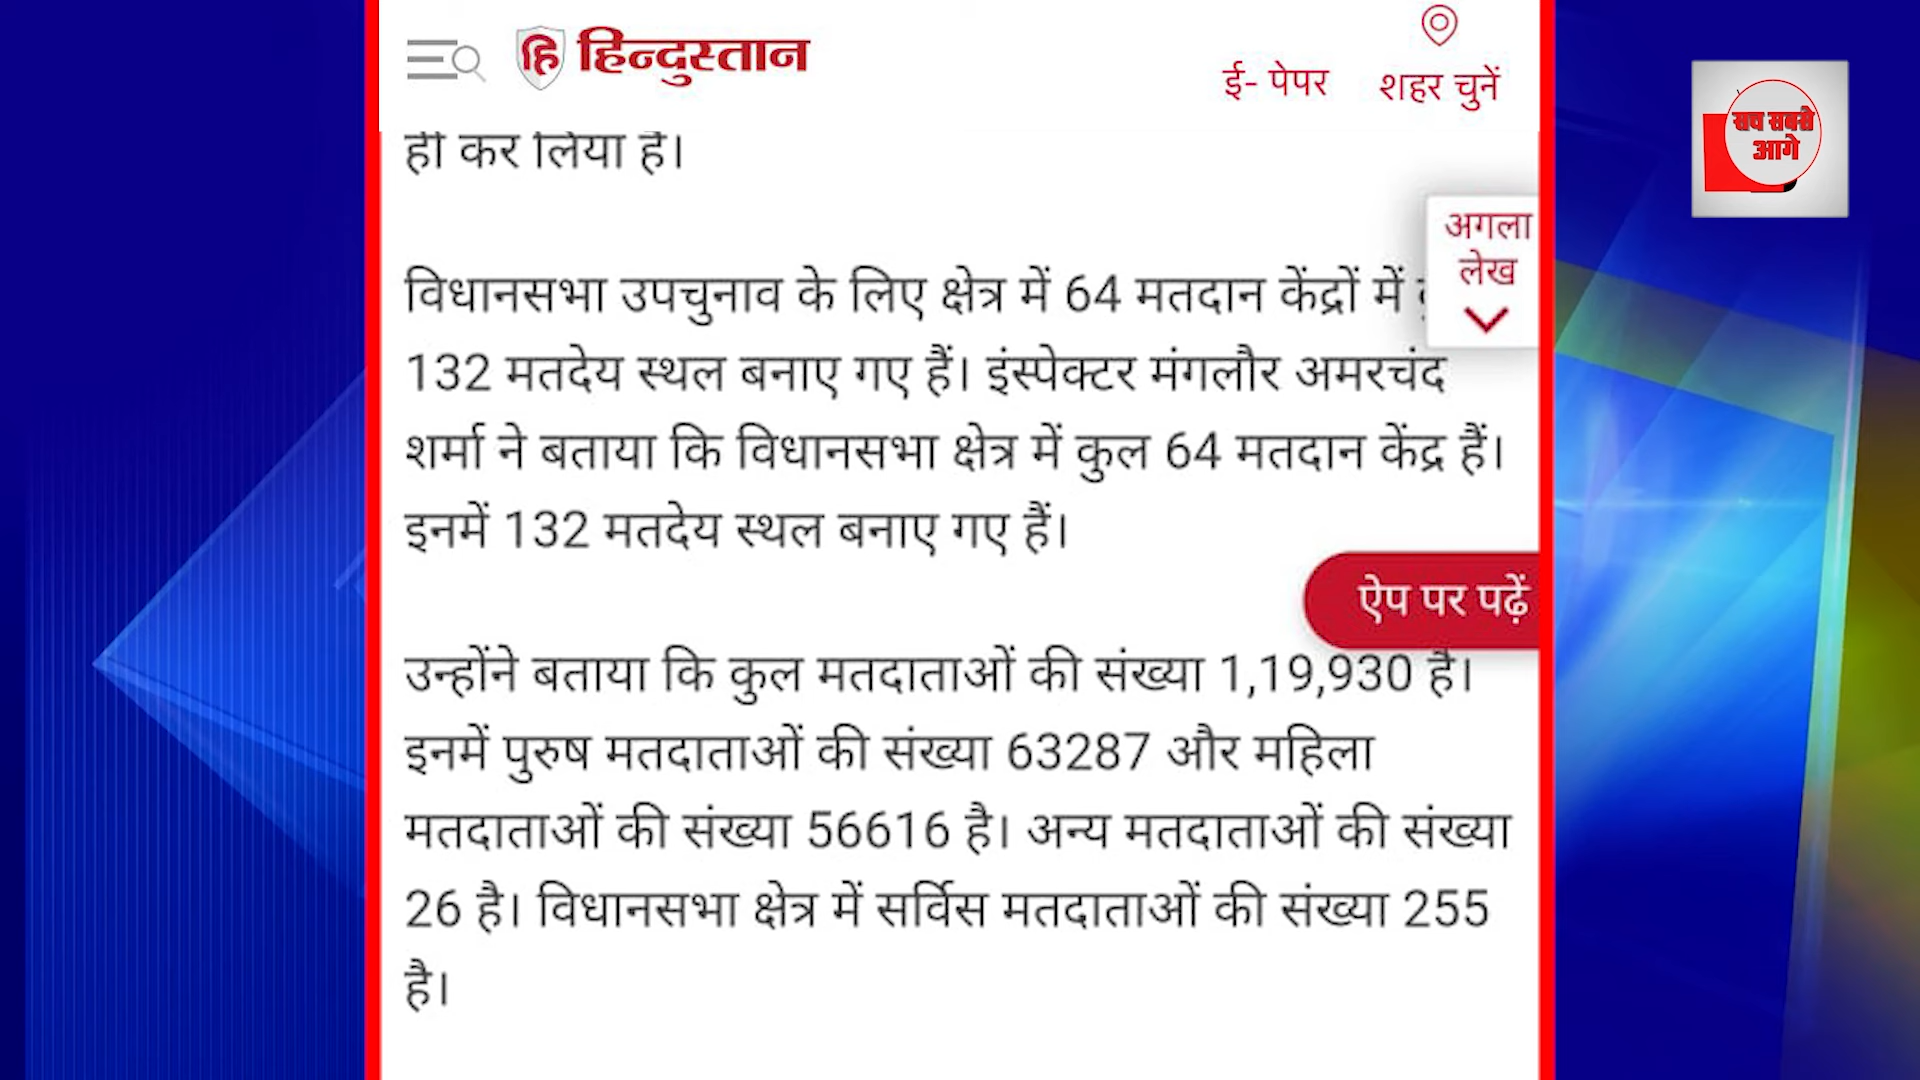 हिन्दुस्तान
ई- पेपर
शहर चुनें
सच सबसे
आगे
ही कर लिया है।
अगला
लेख
विधानसभा उपचुनाव के लिए क्षेत्र में 64 मतदान केंद्रों में
132 मतदेय स्थल बनाए गए हैं। इंस्पेक्टर मंगलौर अमरचंद
शर्मा ने बताया कि विधानसभा क्षेत्र में कुल 64 मतदान केंद्र हैं।
इनमें 132 मतदेय स्थल बनाए गए हैं।
ऐप पर पढ़ें
उन्होंने बताया कि कुल मतदाताओं की संख्या 1,19,930 है।
इनमें पुरुष मतदाताओं की संख्या 63287 और महिला
मतदाताओं की संख्या 56616 है। अन्य मतदाताओं की संख्या
26 है। विधानसभा क्षेत्र में सर्विस मतदाताओं की संख्या 255
है।